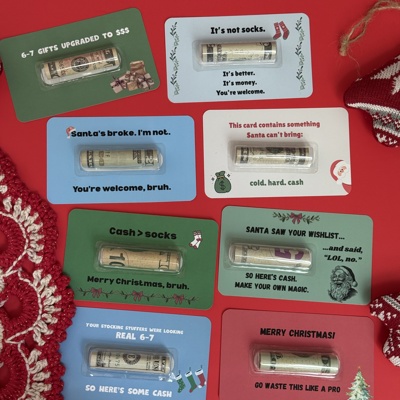 6-7 GIFTS UPGRADED TO $$$
It's not socks.
It's better.
It's money.
You're welcome.
Santa's broke. I'm not.
You're welcome, bruh.
This card contains something
Santa can't bring:
cold. hard. cash
Cash > socks
Merry Christmas, bruh.
SANTA SAW YOUR WISHLIST...
...and said,
"LOL, no."
SO HERE'S CASH.
MAKE YOUR OWN MAGIC.
YOUR STOCKING STUFFERS WERE LOOKING
REAL 6-7
SO HERE'S SOME CASH
MERRY CHRISTMAS!
GO WASTE THIS LIKE A PRO